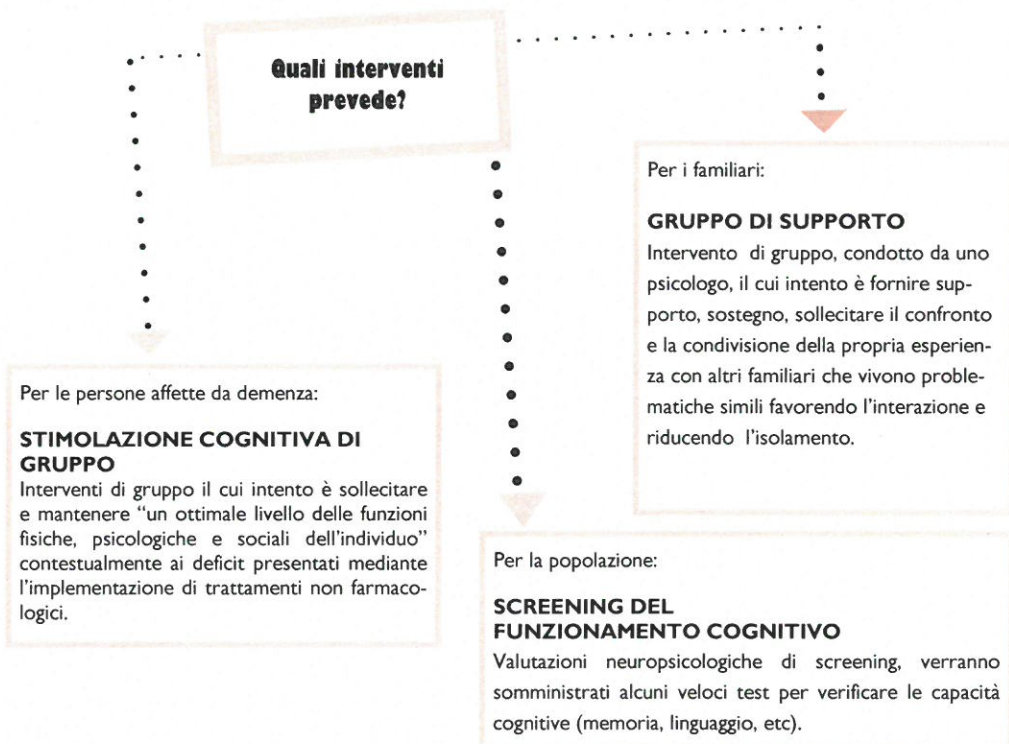 Quali interventi
prevede?
Per i familiari:
GRUPPO DI SUPPORTO
Intervento di gruppo, condotto da uno
psicologo, il cui intento è fornire sup-
porto, sostegno, sollecitare il confronto
e la condivisione della propria esperien-
za con altri familiari che vivono proble-
matiche simili favorendo l'interazione e
riducendo l'isolamento.
Per le persone affette da demenza:
STIMOLAZIONE COGNITIVA DI
GRUPPO
Interventi di gruppo il cui intento è sollecitare
e mantenere “un ottimale livello delle funzioni
fisiche, psicologiche e sociali dell'individuo”
contestualmente ai deficit presentati mediante
l'implementazione di trattamenti non farmaco-
logici.
Per la popolazione:
SCREENING DEL
FUNZIONAMENTO COGNITIVO
Valutazioni neuropsicologiche di screening, verranno
somministrati alcuni veloci test per verificare le capacità
cognitive (memoria, linguaggio, etc).